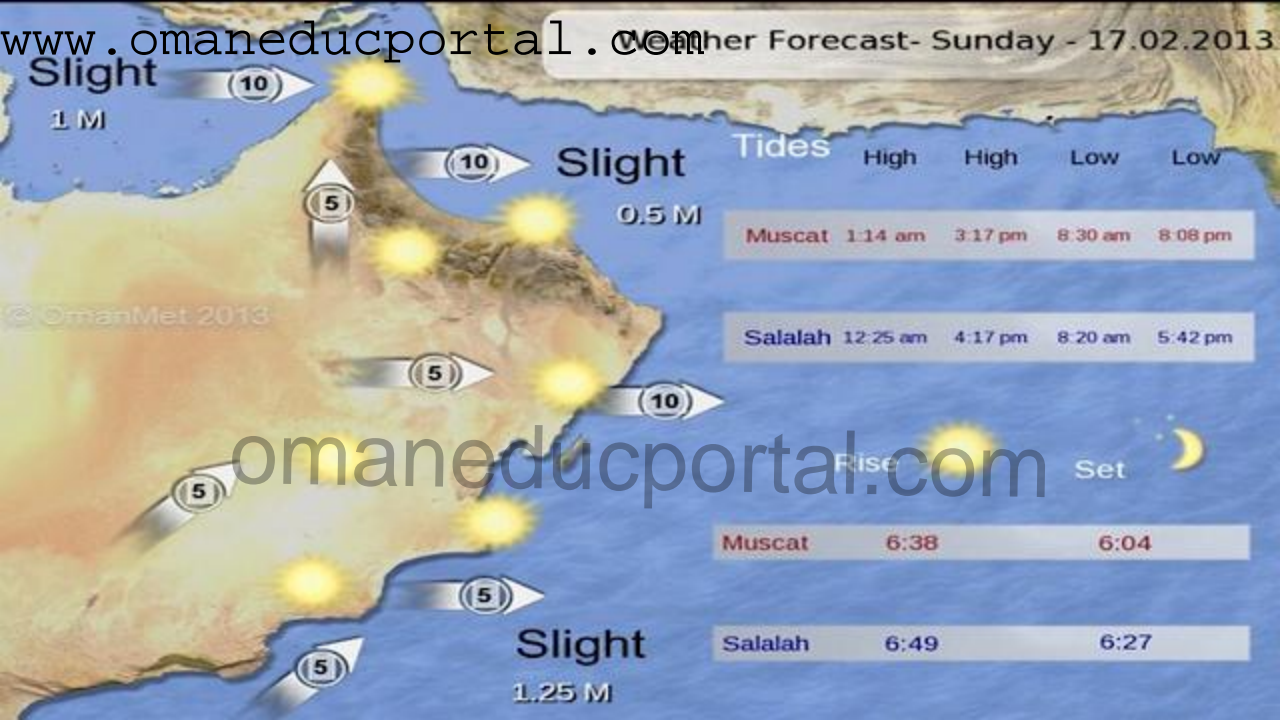 www.omaneducportal.com
Weather Forecast- Sunday - 17.02.2013
Slight 10
1 M
Tides High High Low Low
10 Slight
0.5 M
5
Muscat 1:14 am 3:17 pm 8:30 am 8:08 pm
© OmanMet 2013
Salalah 12:25 am 4:17 pm 8:20 am 5:42 pm
5
10
omaneducportal.com
Rise Set
5
Muscat 6:38 6:04
5
Slight
1.25 M
Salalah 6:49 6:27
5